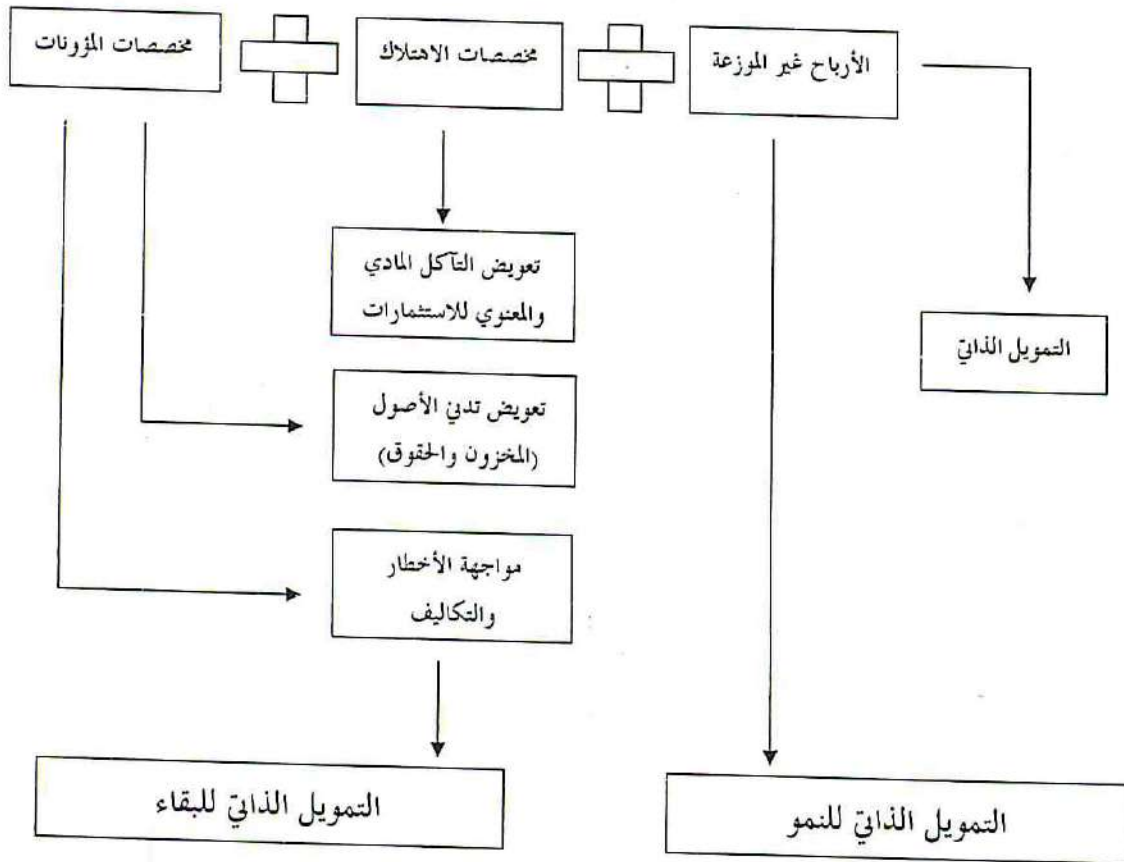 الأرباح غير الموزعة
مخصصات الاهتلاك
مخصصات المؤونات
تعويض التآكل المادي
والمعنوي للاستثمارات
التمويل الذاتيّ
تعويض تدني الأصول
(المخزون والحقوق)
مواجهة الأخطار
والتكاليف
التمويل الذاتيّ للنمو
التمويل الذاتيّ للبقاء